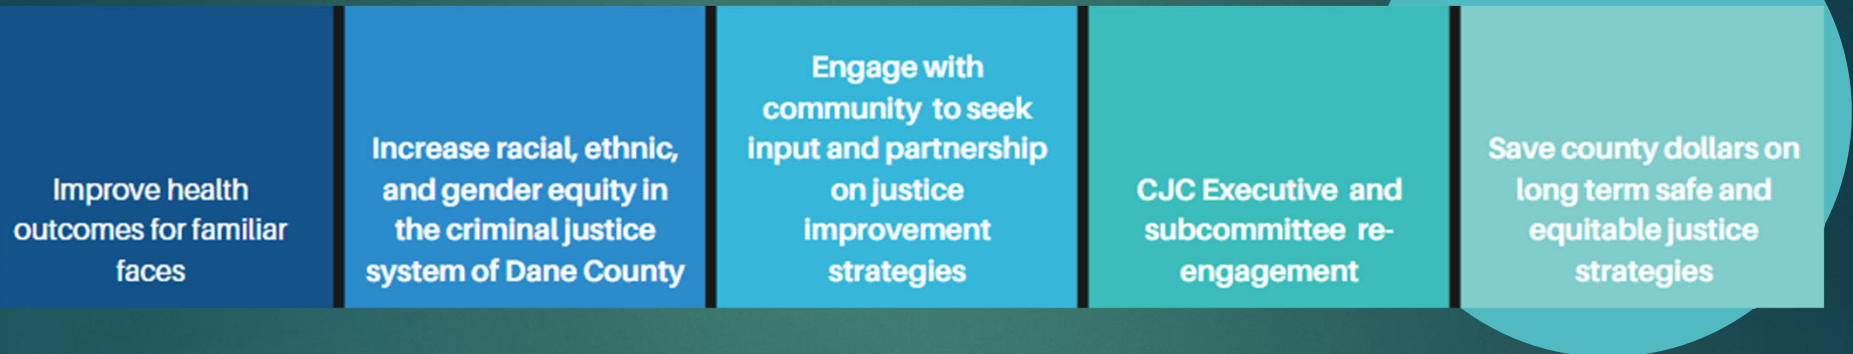 Improve health
outcomes for familiar
faces
Increase racial, ethnic,
and gender equity in
the criminal justice
system of Dane County
Engage with
community to seek
input and partnership
on justice
improvement
strategies
CJC Executive and
subcommittee re-
engagement
Save county dollars on
long term safe and
equitable justice
strategies